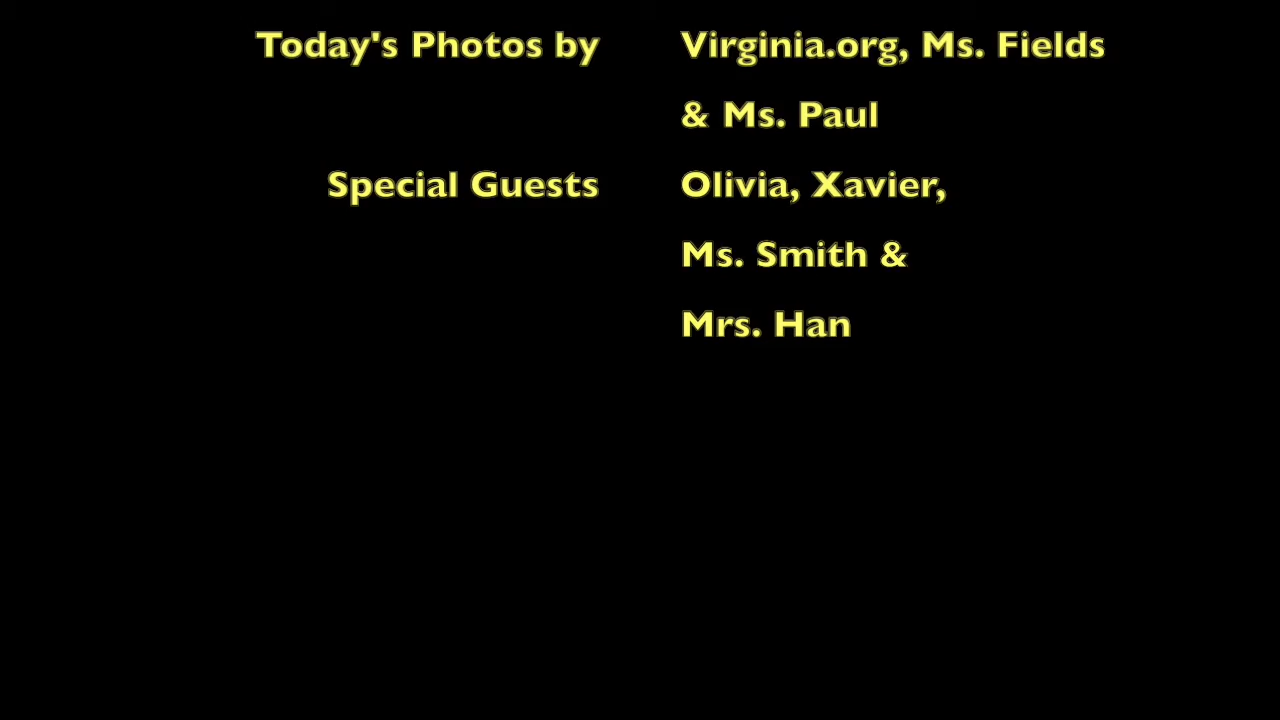 Today's Photos by Virginia.org, Ms. Fields
& Ms. Paul
Special Guests Olivia, Xavier,
Ms. Smith &
Mrs. Han